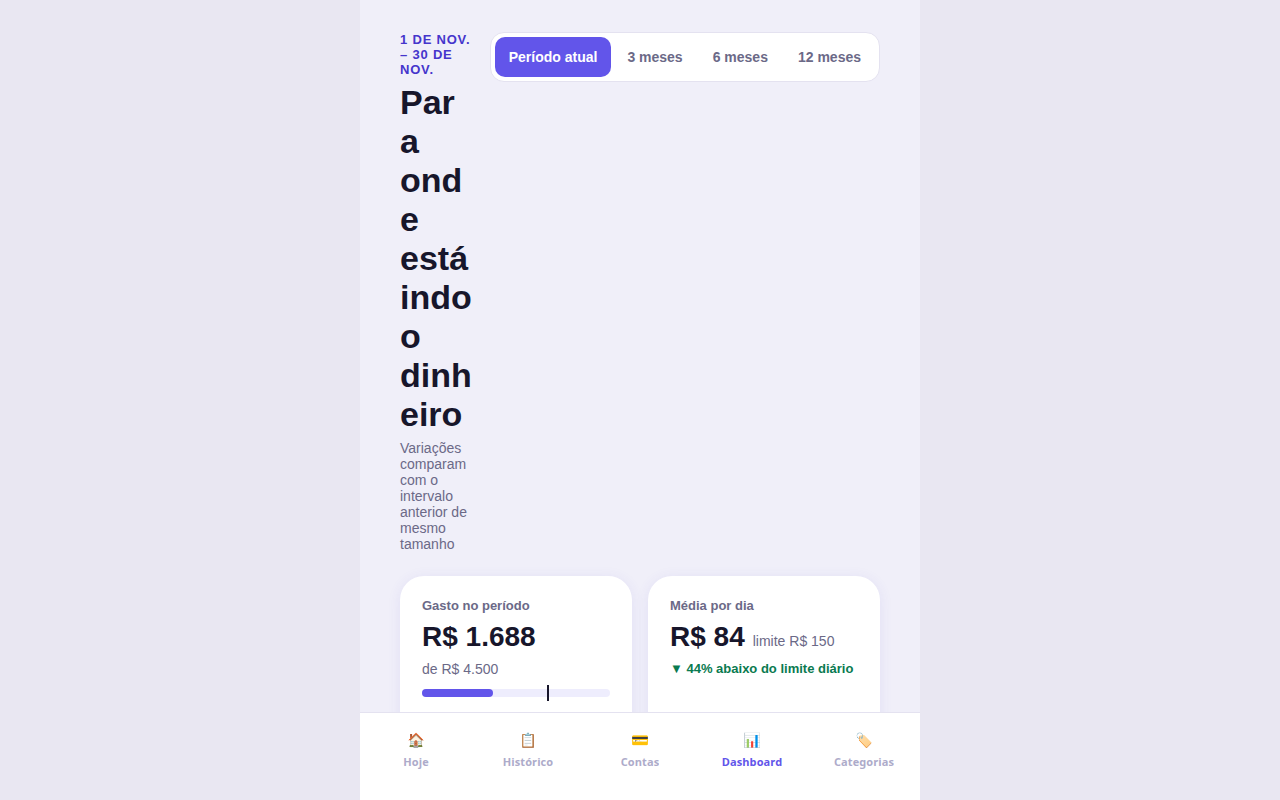 1 DE NOV.
– 30 DE
NOV.
Período atual
3 meses
6 meses
12 meses
Par
a
ond
e
está
indo
o
dinh
eiro
Variações
comparam
com o
intervalo
anterior de
mesmo
tamanho
Gasto no período
R$ 1.688
de R$ 4.500
Média por dia
R$ 84 limite R$ 150
▼ 44% abaixo do limite diário
Hoje
Histórico
Contas
Dashboard
Categorias